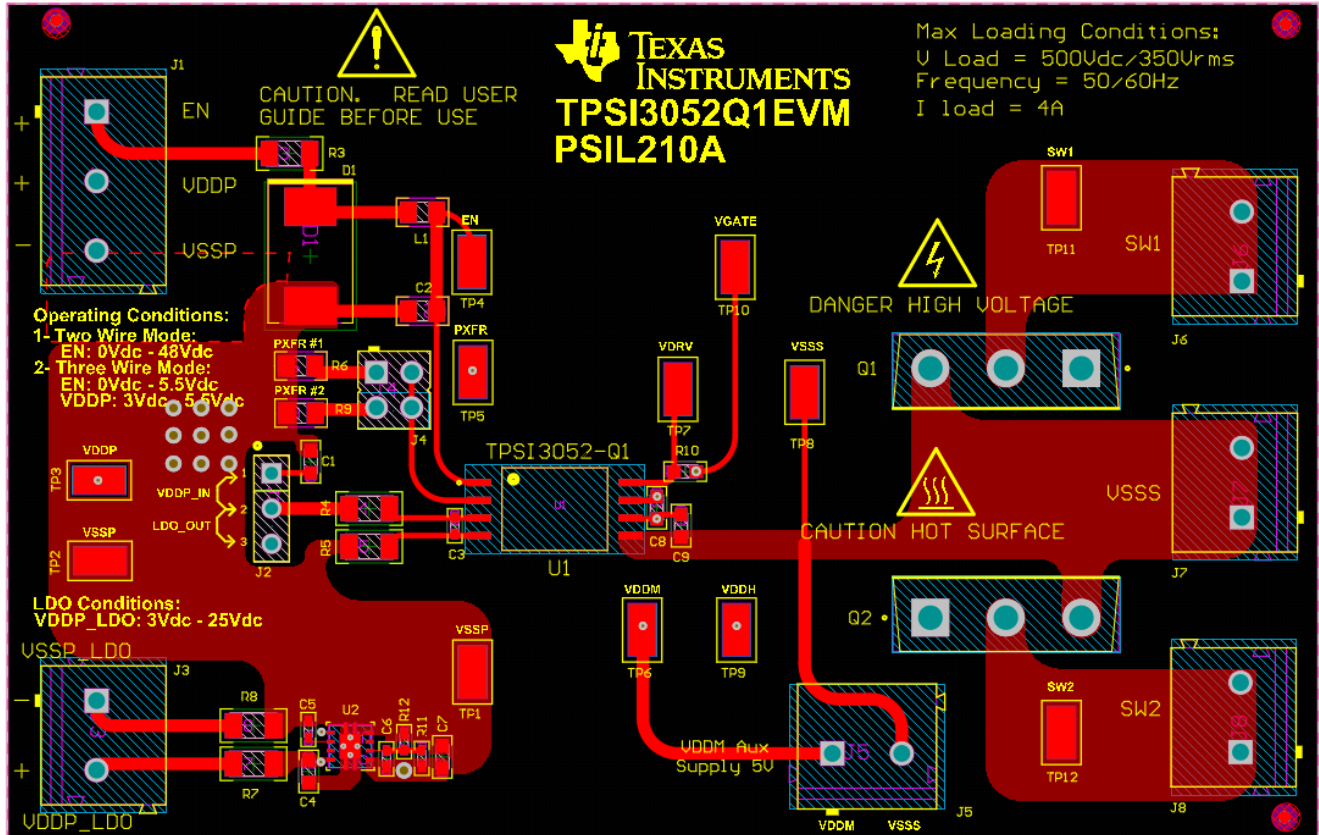 TEXAS
INSTRUMENTS
TPSI3052Q1EVM
PSIL210A
Max Loading Conditions:
V Load = 500Vdc/350Vrms
Frequency = 50/60Hz
I load = 4A
CAUTION. READ USER
GUIDE BEFORE USE
J1
EN
VDDP
VSSP
+
+
-
R3
D1
D1
+
L1
C2
EN
TP4
PXFR
TP5
Operating Conditions:
1- Two Wire Mode:
EN: 0Vdc - 48Vdc
2- Three Wire Mode:
EN: 0Vdc - 5.5Vdc
VDDP: 3Vdc - 5.5Vdc
PXFR #1
R6
PXFR #2
R9
J4
C1
VDDP
TP3
VSSP
TP2
1
VDDP_IN
2
LDO_OUT
3
J2
R4
R5
C3
TPSI3052-Q1
U1
U1
VGATE
TP10
VDRV
TP7
VSSS
TP8
R10
C8
C9
SW1
TP11
SW1
J6
J6
DANGER HIGH VOLTAGE
Q1
VSSS
J7
J7
CAUTION HOT SURFACE
Q2
SW2
TP12
SW2
J8
J8
VDDM
TP6
VDDH
TP9
VDDM Aux
Supply 5V
J5
J5
VDDM
VSSS
LDO Conditions:
VDDP_LDO: 3Vdc - 25Vdc
VSSP_LDO
J3
-
+
VDDP_LDO
R8
R7
C5
C4
U2
C6
R12
R11
C7
VSSP
TP1